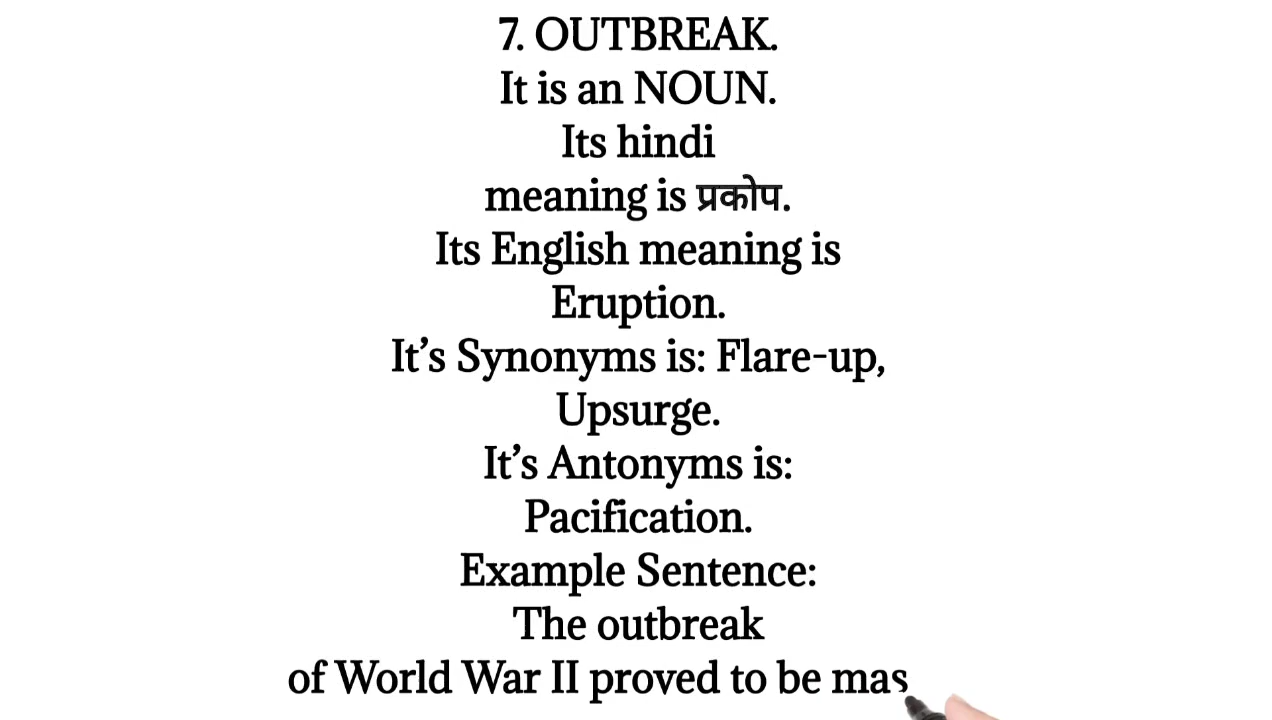 7. OUTBREAK.
It is an NOUN.
Its hindi
meaning is प्रकोप.
Its English meaning is
Eruption.
It’s Synonyms is: Flare-up,
Upsurge.
It’s Antonyms is:
Pacification.
Example Sentence:
The outbreak
of World War II proved to be mas